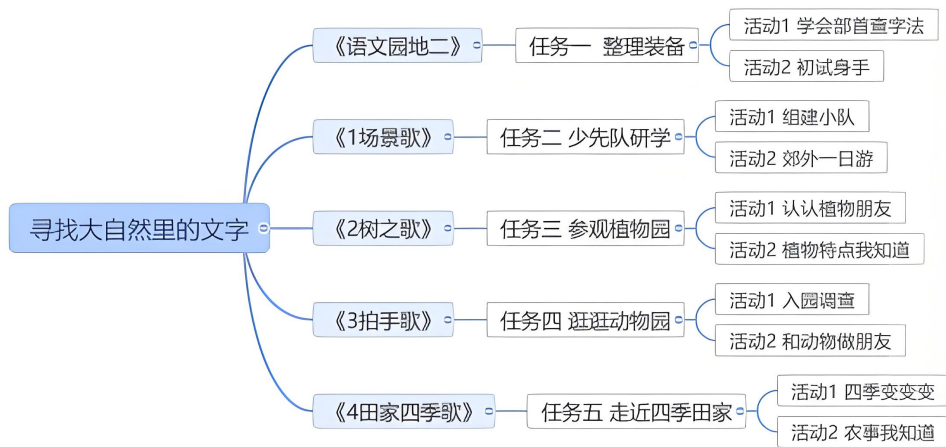 寻找大自然里的文字
《语文园地二》
任务一 整理装备
活动1 学会部首查字法
活动2 初试身手
《1场景歌》
任务二 少先队研学
活动1 组建小队
活动2 郊外一日游
《2树之歌》
任务三 参观植物园
活动1 认认植物朋友
活动2 植物特点我知道
《3拍手歌》
任务四 逛逛动物园
活动1 入园调查
活动2 和动物做朋友
《4田家四季歌》
任务五 走近四季田家
活动1 四季变变变
活动2 农事我知道